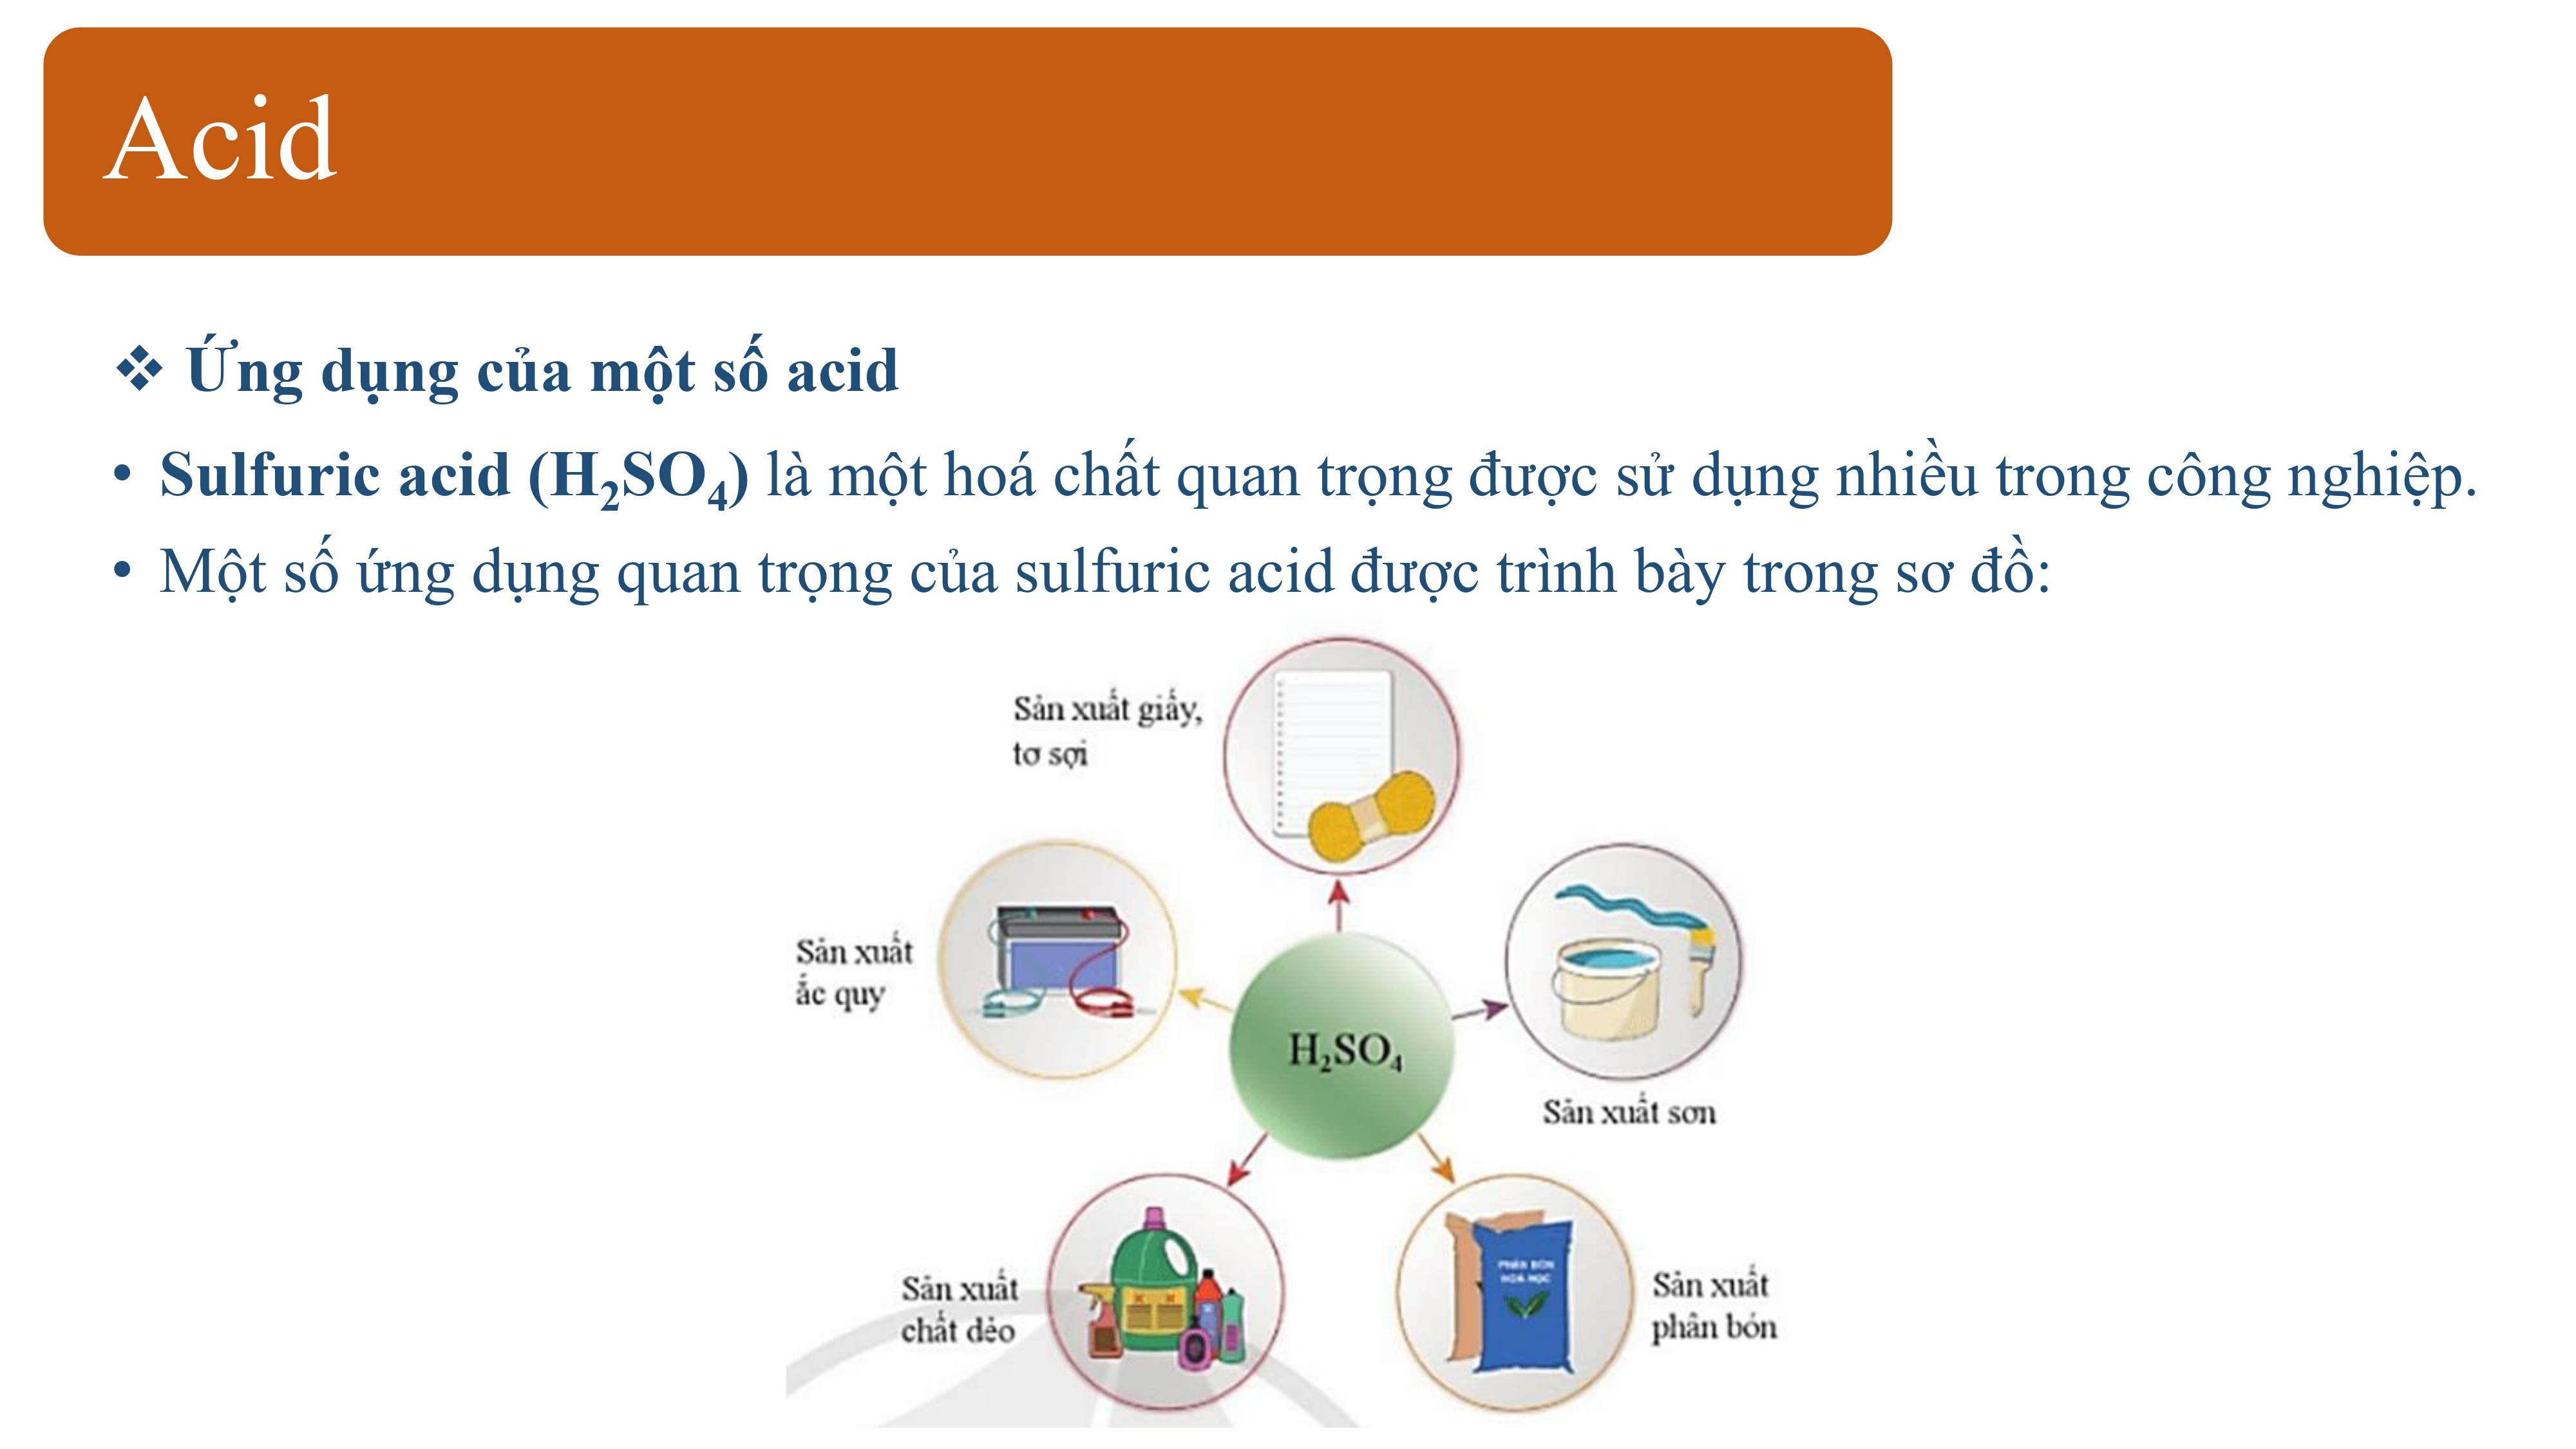 Acid
❖ Ứng dụng của một số acid
• Sulfuric acid (H₂SO₄) là một hoá chất quan trọng được sử dụng nhiều trong công nghiệp.
• Một số ứng dụng quan trọng của sulfuric acid được trình bày trong sơ đồ:
Sản xuất giấy,
tơ sợi
Sản xuất
ắc quy
H₂SO₄
Sản xuất sơn
Sản xuất
chất dẻo
PHÂN BÓN
HOÁ HỌC
Sản xuất
phân bón